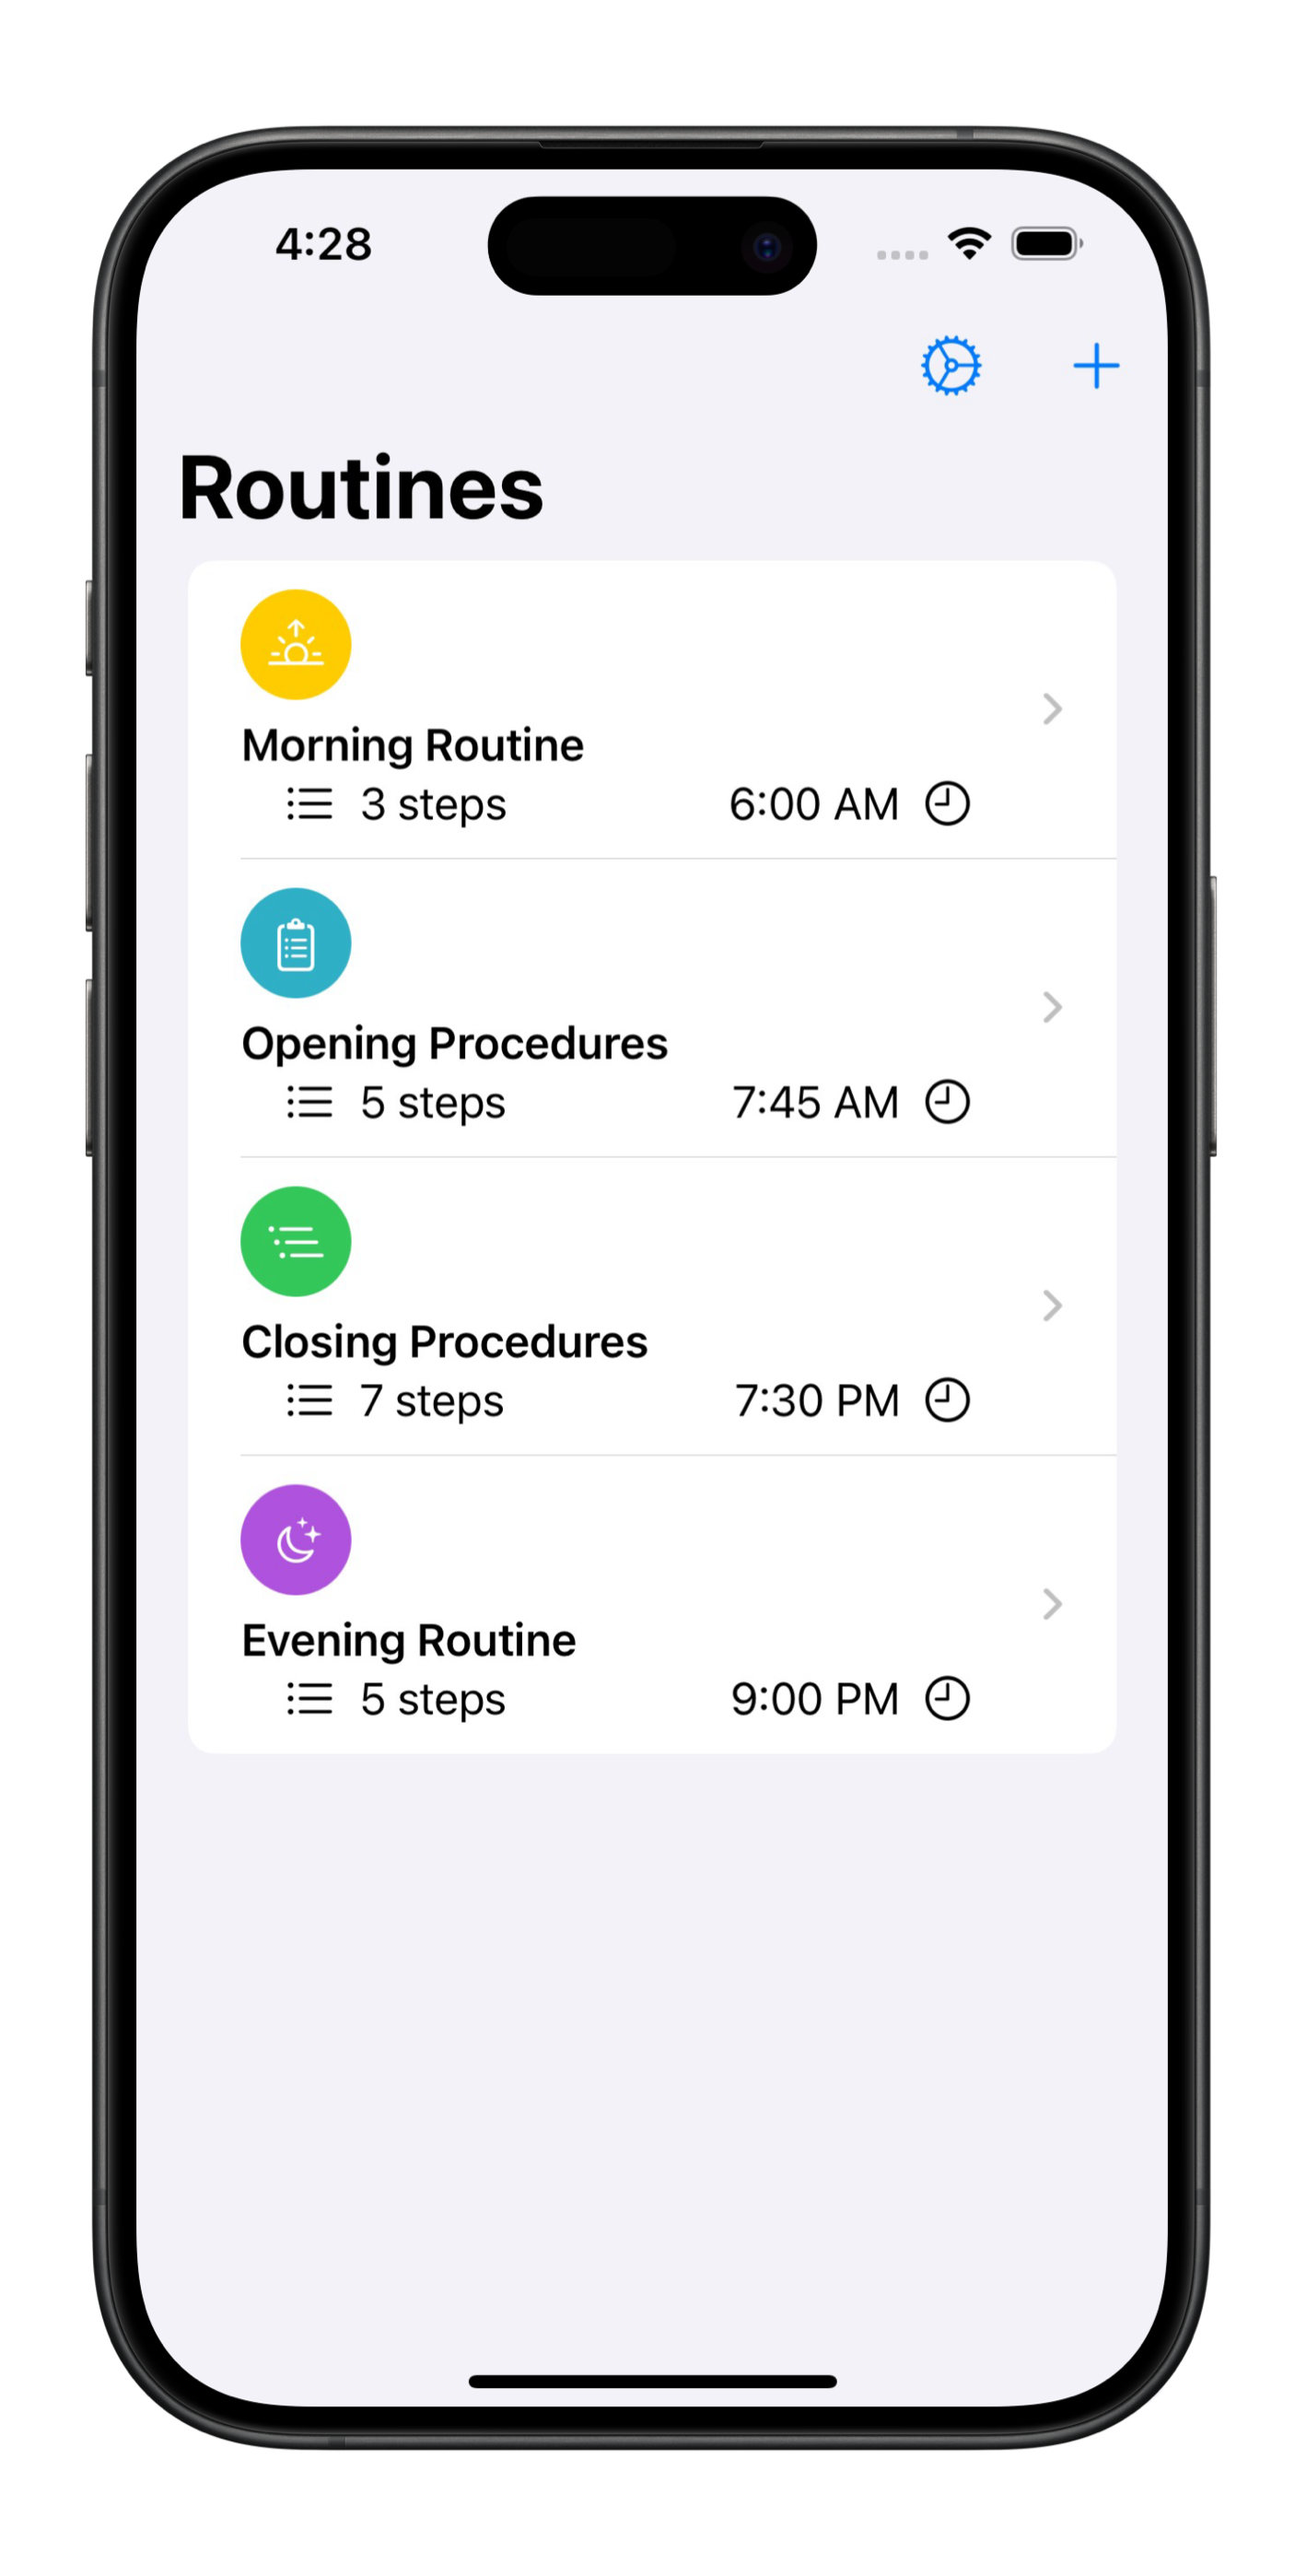 4:28
Routines
Morning Routine
3 steps 6:00 AM
Opening Procedures
5 steps 7:45 AM
Closing Procedures
7 steps 7:30 PM
Evening Routine
5 steps 9:00 PM